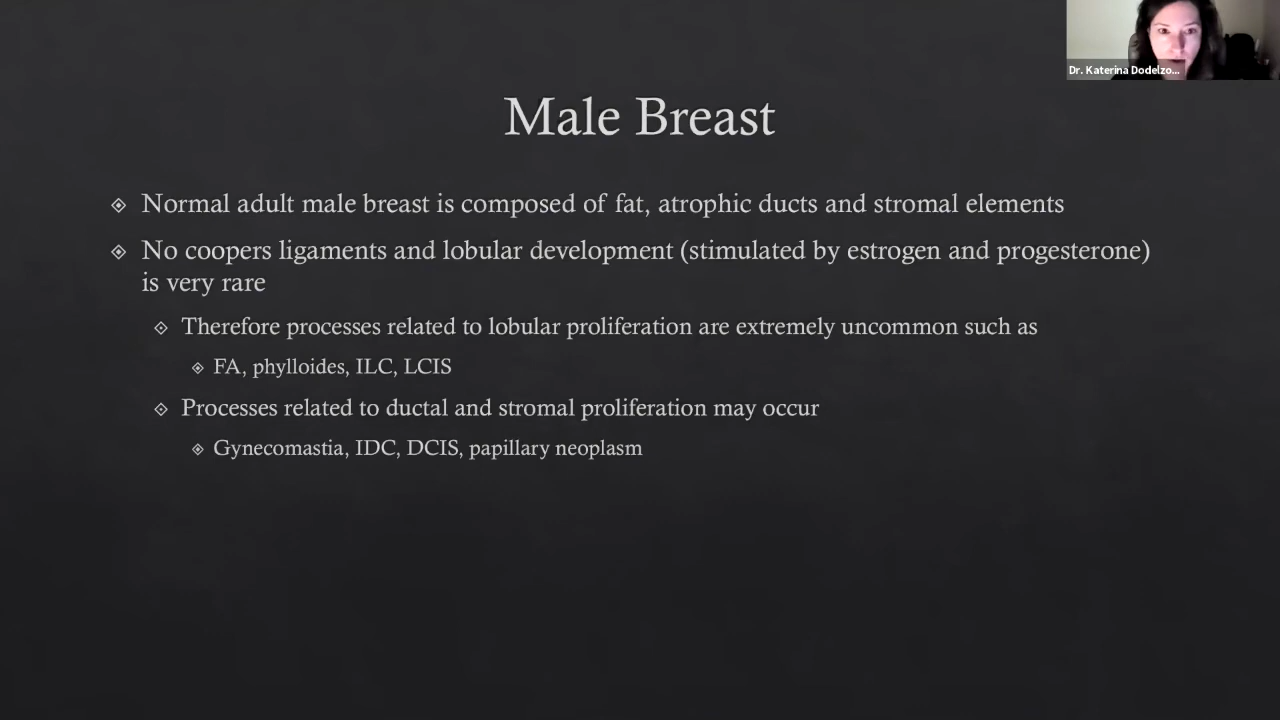 Dr. Katerina Dodelzo...
Male Breast
Normal adult male breast is composed of fat, atrophic ducts and stromal elements
No coopers ligaments and lobular development (stimulated by estrogen and progesterone)
is very rare
Therefore processes related to lobular proliferation are extremely uncommon such as
FA, phylloides, ILC, LCIS
Processes related to ductal and stromal proliferation may occur
Gynecomastia, IDC, DCIS, papillary neoplasm